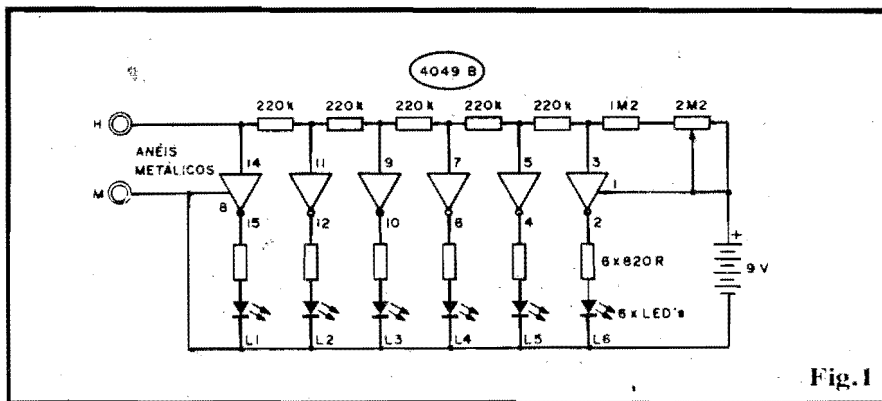 4049 B
220k 220k 220k 220k 220k 1M2 2M2
H
ANÉIS
METÁLICOS
M
14 11 9 7 5 3
8 1
15 12 10 6 4 2
6×820R
+
9 V
6×LED's
L1 L2 L3 L4 L5 L6
Fig.1